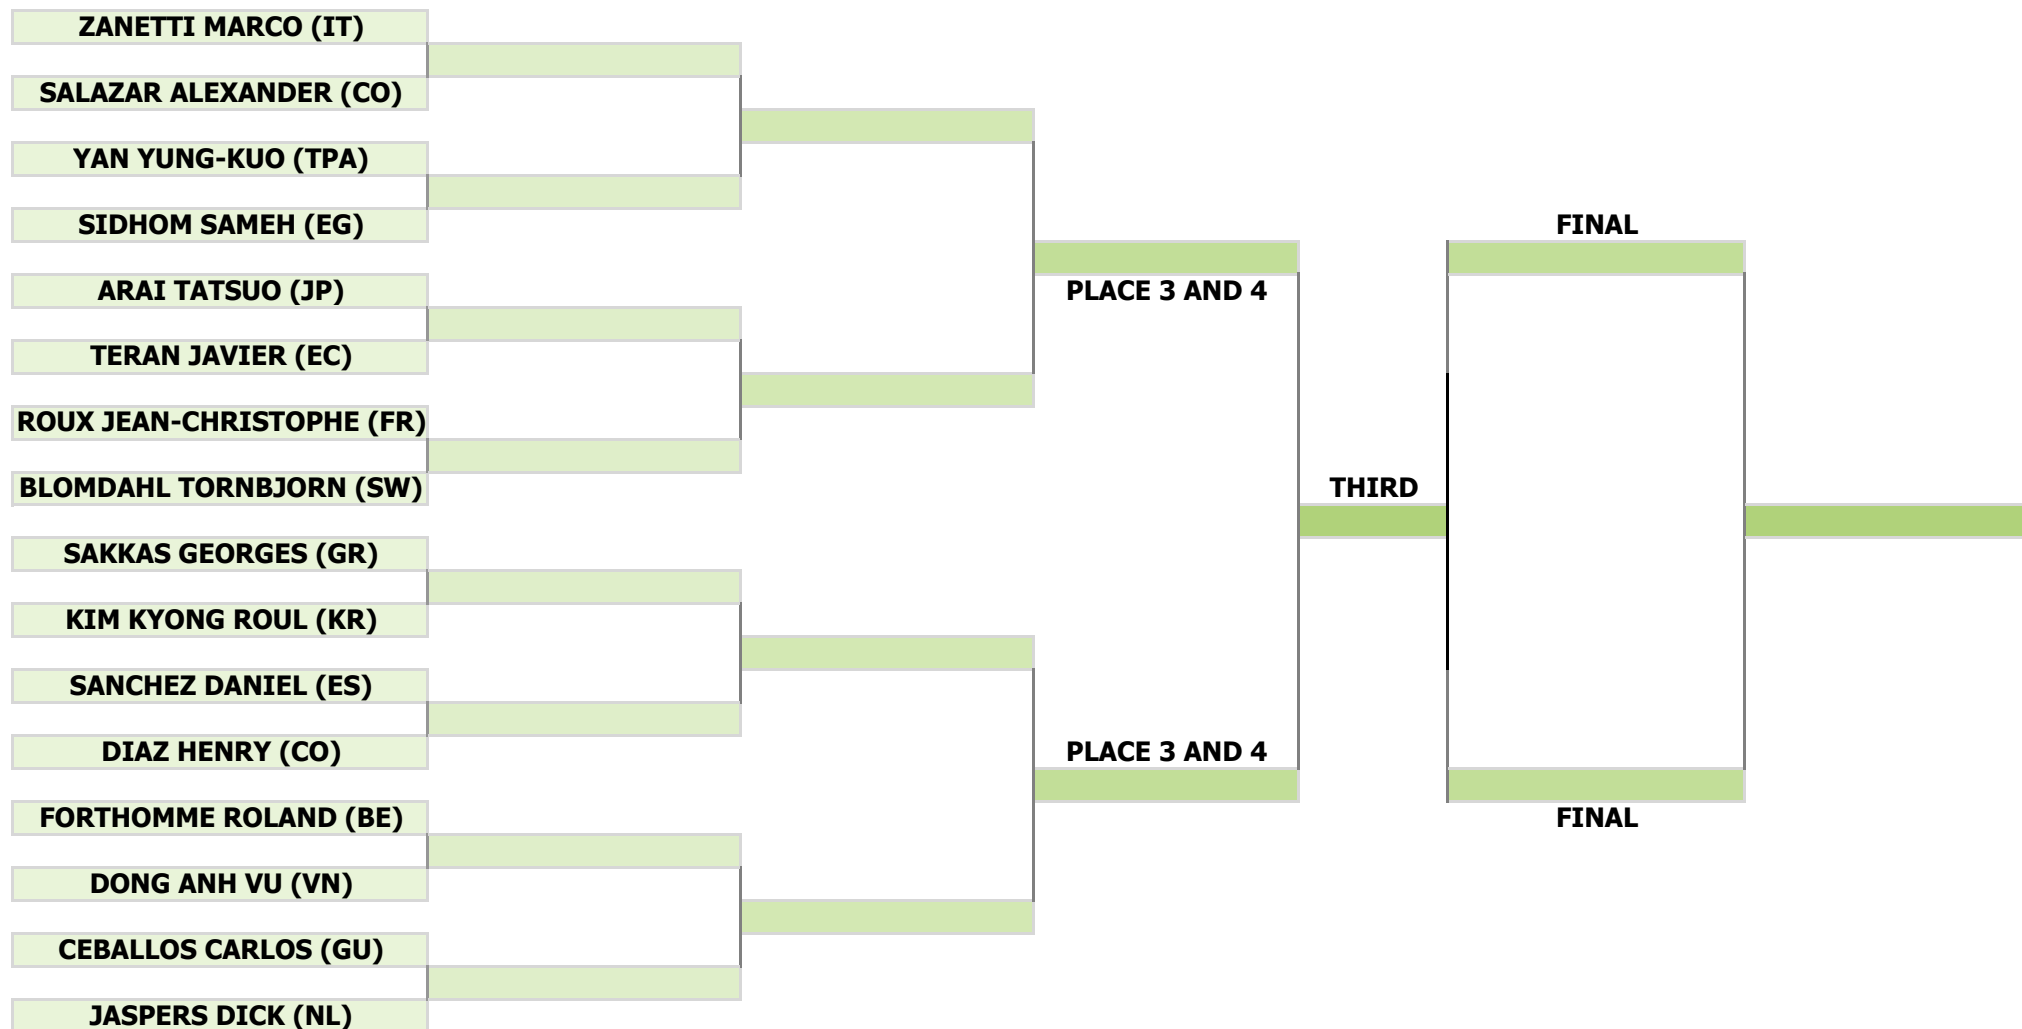 ZANETTI MARCO (IT)
SALAZAR ALEXANDER (CO)
YAN YUNG-KUO (TPA)
SIDHOM SAMEH (EG)
FINAL
ARAI TATSUO (JP)
PLACE 3 AND 4
TERAN JAVIER (EC)
ROUX JEAN-CHRISTOPHE (FR)
BLOMDAHL TORNBJORN (SW)
THIRD
SAKKAS GEORGES (GR)
KIM KYONG ROUL (KR)
SANCHEZ DANIEL (ES)
DIAZ HENRY (CO)
PLACE 3 AND 4
FORTHOMME ROLAND (BE)
FINAL
DONG ANH VU (VN)
CEBALLOS CARLOS (GU)
JASPERS DICK (NL)